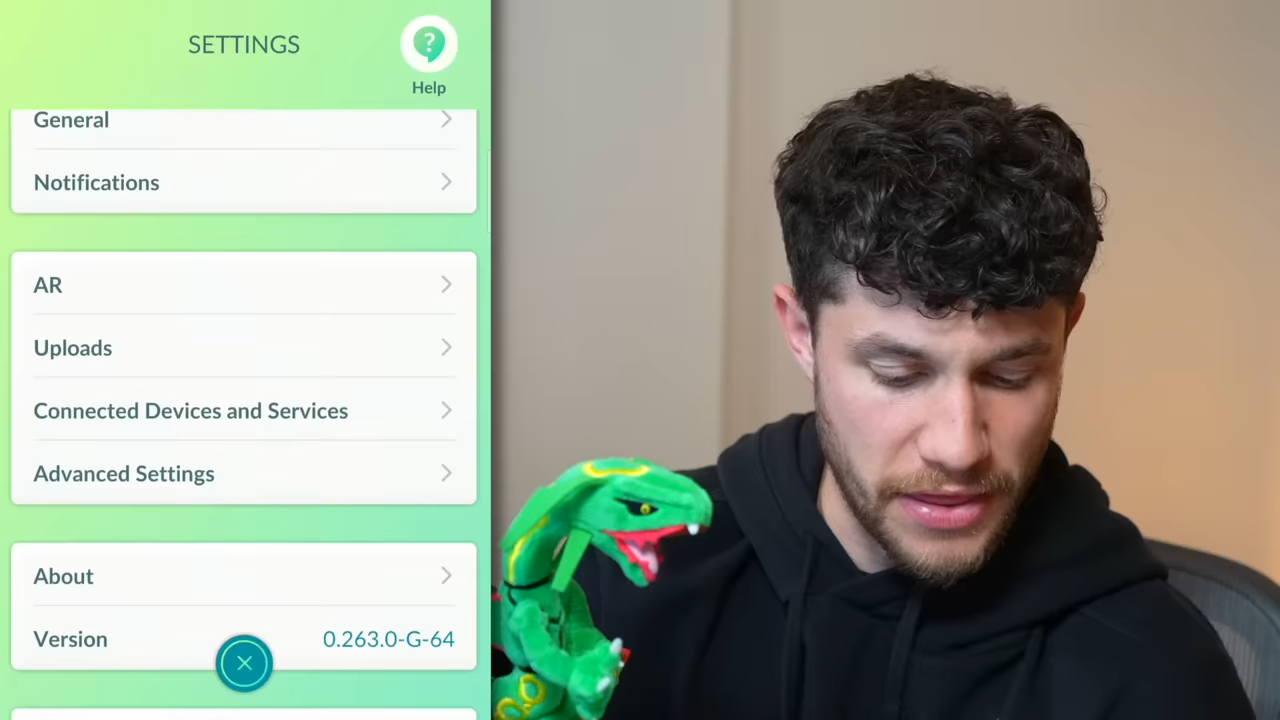 SETTINGS
?
Help
General
Notifications
AR
Uploads
Connected Devices and Services
Advanced Settings
About
Version 0.263.0-G-64